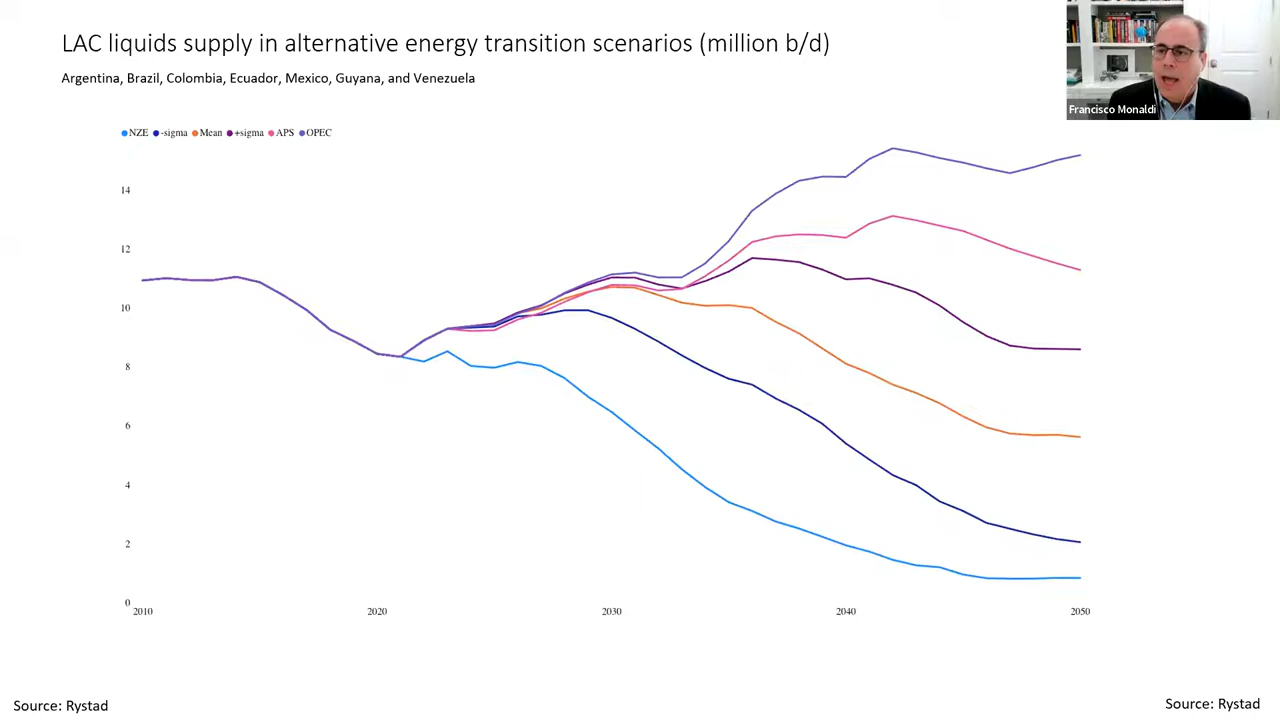 LAC liquids supply in alternative energy transition scenarios (million b/d)
Argentina, Brazil, Colombia, Ecuador, Mexico, Guyana, and Venezuela
Francisco Monaldi
NZE -sigma Mean +sigma APS OPEC
14
12
10
8
6
4
2
0
2010 2020 2030 2040 2050
Source: Rystad
Source: Rystad